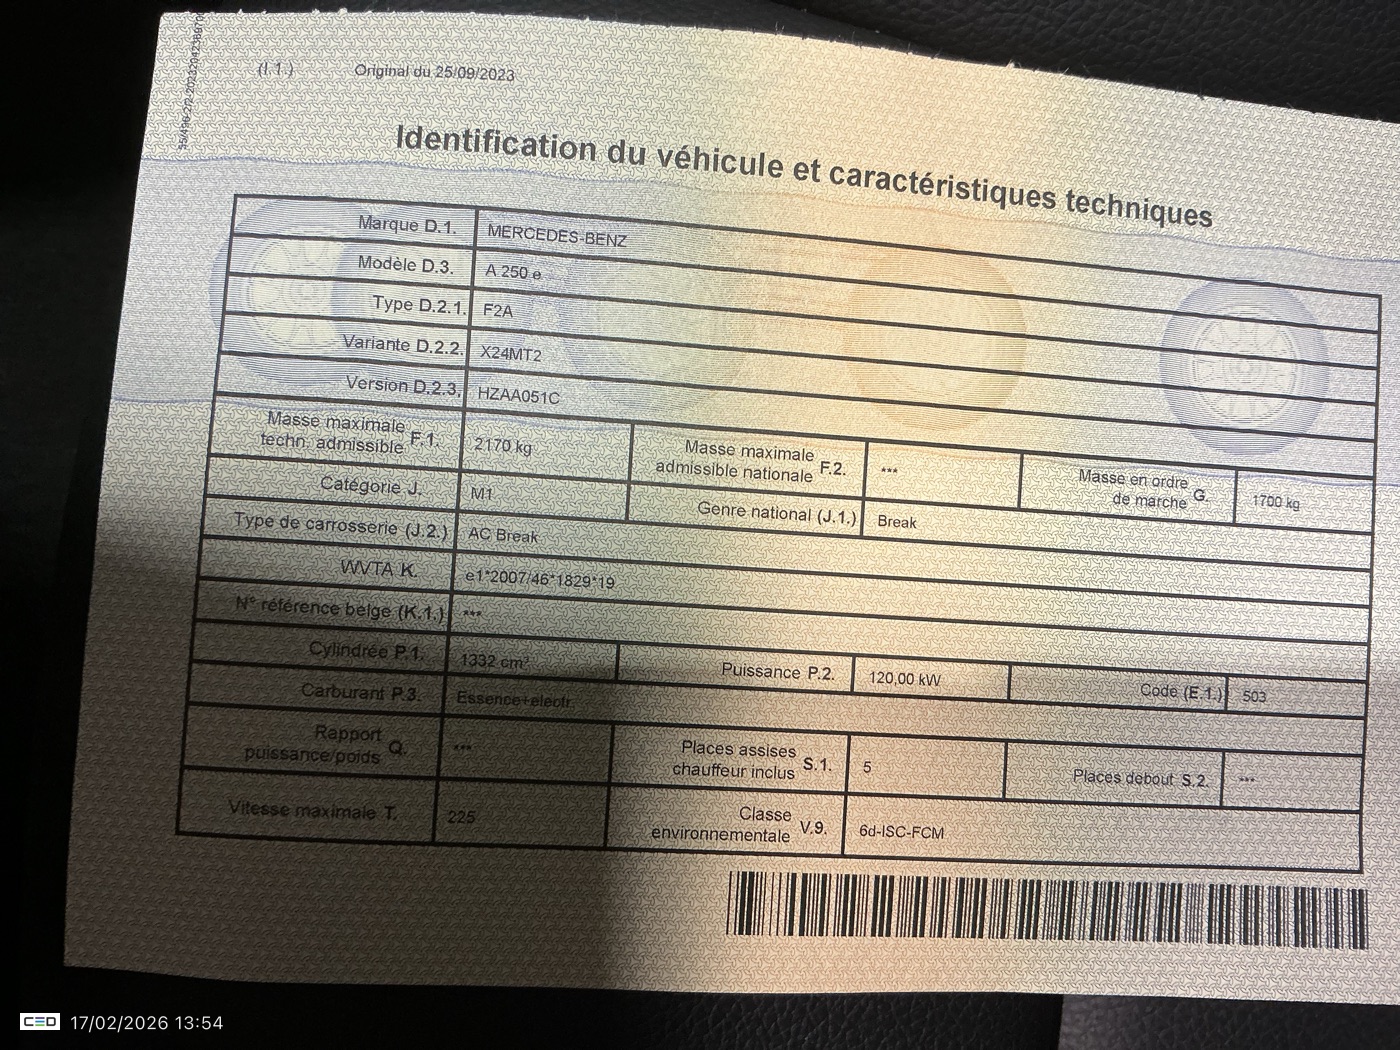 (I.1.) Original du 25/09/2023
Identification du véhicule et caractéristiques techniques
Marque D.1. MERCEDES-BENZ
Modèle D.3. A 250 e
Type D.2.1. F2A
Variante D.2.2. X24MT2
Version D.2.3. HZAA051C
Masse maximale
techn. admissible F.1. 2170 kg Masse maximale
admissible nationale F.2. *** Masse en ordre
de marche G. 1700 kg
Catégorie J. M1 Genre national (J.1.) Break
Type de carrosserie (J.2.) AC Break
WVTA K. e1*2007/46*1829*19
N° référence belge (K.1.) ***
Cylindrée P.1. 1332 cm³ Puissance P.2. 120,00 kW Code (E.1.) 503
Carburant P.3. Essence+electr.
Rapport
puissance/poids Q. *** Places assises
chauffeur inclus S.1. 5 Places debout S.2. ***
Vitesse maximale T. 225 Classe
environnementale V.9. 6d-ISC-FCM
CED 17/02/2026 13:54